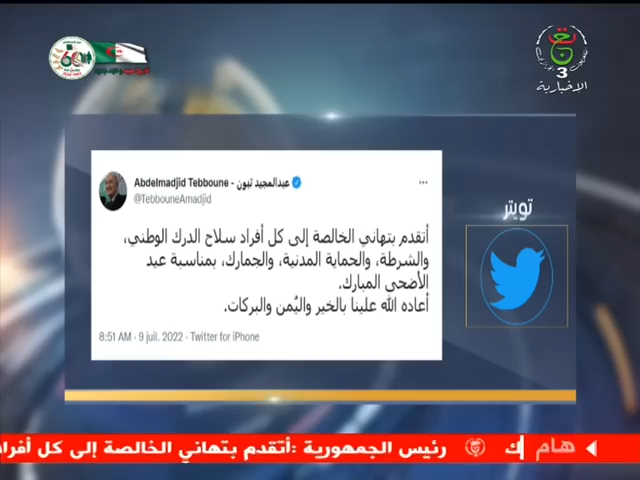 60
3
الإخبارية
Abdelmadjid Tebboune - عبدالمجيد تبون
@TebbouneAmadjid
أتقدم بتهاني الخالصة إلى كل أفراد سلاح الدرك الوطني،
والشرطة، والحماية المدنية، والجمارك، بمناسبة عيد
الأضحى المبارك.
أعاده الله علينا بالخير واليُمن والبركات.
8:51 AM - 9 juil. 2022 - Twitter for iPhone
تويتر
هام
ك رئيس الجمهورية :أتقدم بتهاني الخالصة إلى كل أفراد